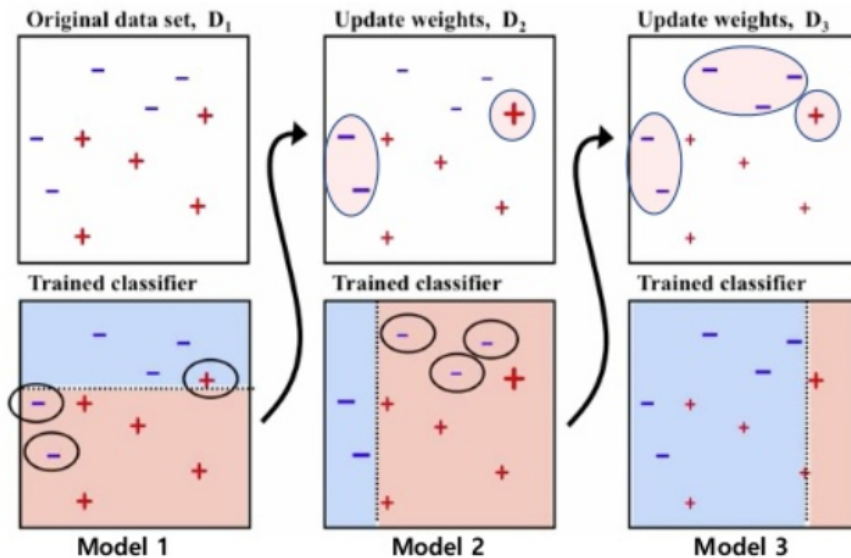 Original data set, D₁
Update weights, D₂
Update weights, D₃
Trained classifier
Trained classifier
Trained classifier
Model 1
Model 2
Model 3